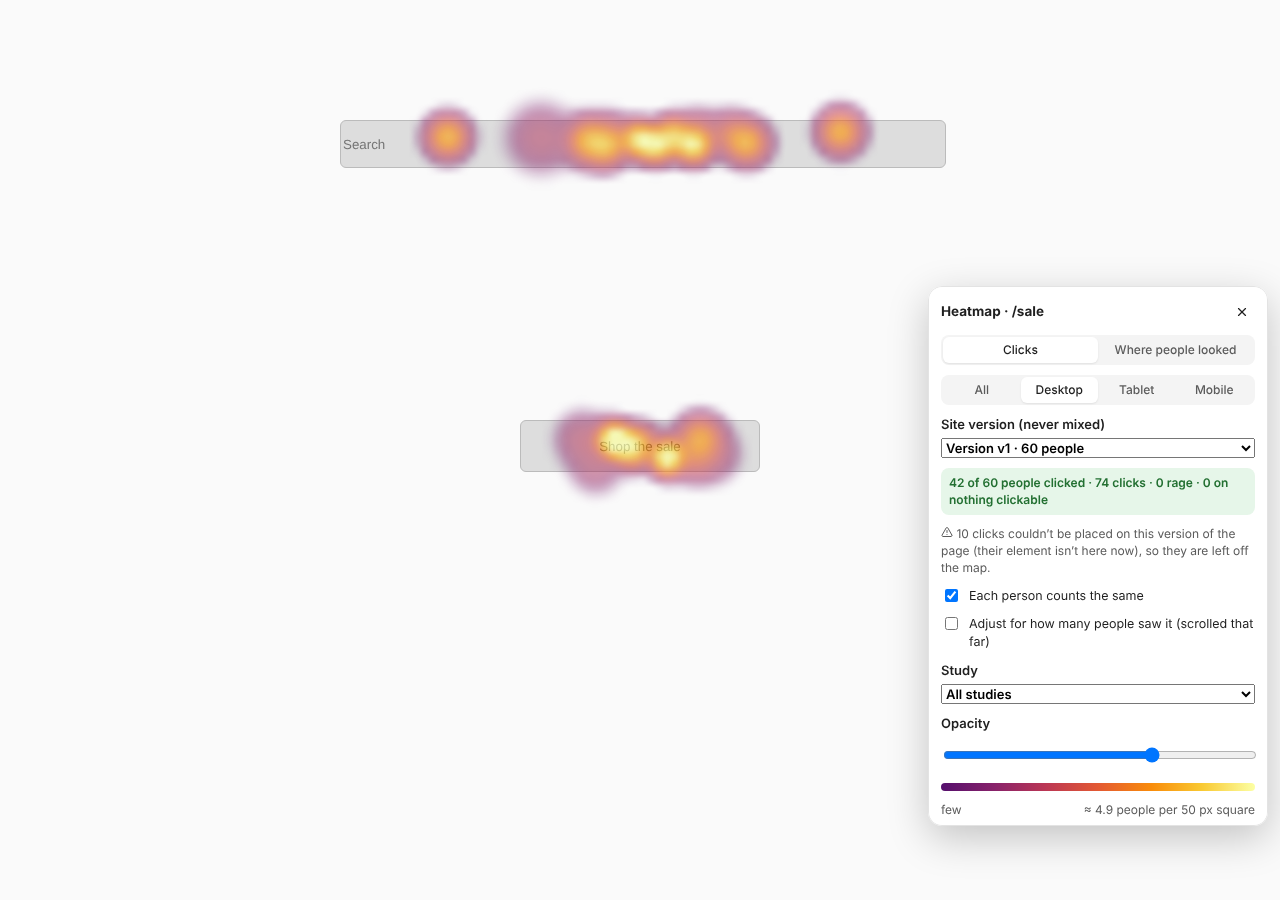 Search
Shop the sale
Heatmap · /sale
Clicks
Where people looked
All
Desktop
Tablet
Mobile
Site version (never mixed)
Version v1 · 60 people
42 of 60 people clicked · 74 clicks · 0 rage · 0 on
nothing clickable
10 clicks couldn’t be placed on this version of the
page (their element isn’t here now), so they are left off
the map.
Each person counts the same
Adjust for how many people saw it (scrolled that
far)
Study
All studies
Opacity
few
≈ 4.9 people per 50 px square